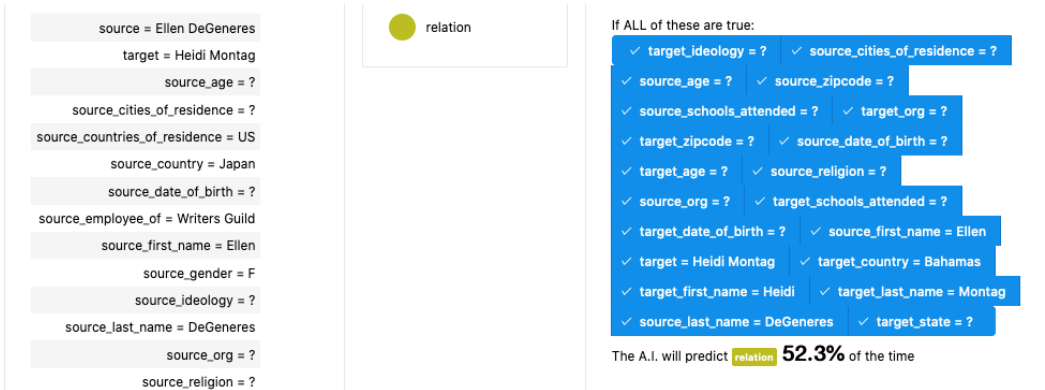 source = Ellen DeGeneres
target = Heidi Montag
source_age = ?
source_cities_of_residence = ?
source_countries_of_residence = US
source_country = Japan
source_date_of_birth = ?
source_employee_of = Writers Guild
source_first_name = Ellen
source_gender = F
source_ideology = ?
source_last_name = DeGeneres
source_org = ?
source_religion = ?
relation
If ALL of these are true:
✓ target_ideology = ? ✓ source_cities_of_residence = ?
✓ source_age = ? ✓ source_zipcode = ?
✓ source_schools_attended = ? ✓ target_org = ?
✓ target_zipcode = ? ✓ source_date_of_birth = ?
✓ target_age = ? ✓ source_religion = ?
✓ source_org = ? ✓ target_schools_attended = ?
✓ target_date_of_birth = ? ✓ source_first_name = Ellen
✓ target = Heidi Montag ✓ target_country = Bahamas
✓ target_first_name = Heidi ✓ target_last_name = Montag
✓ source_last_name = DeGeneres ✓ target_state = ?
The A.I. will predict relation 52.3% of the time